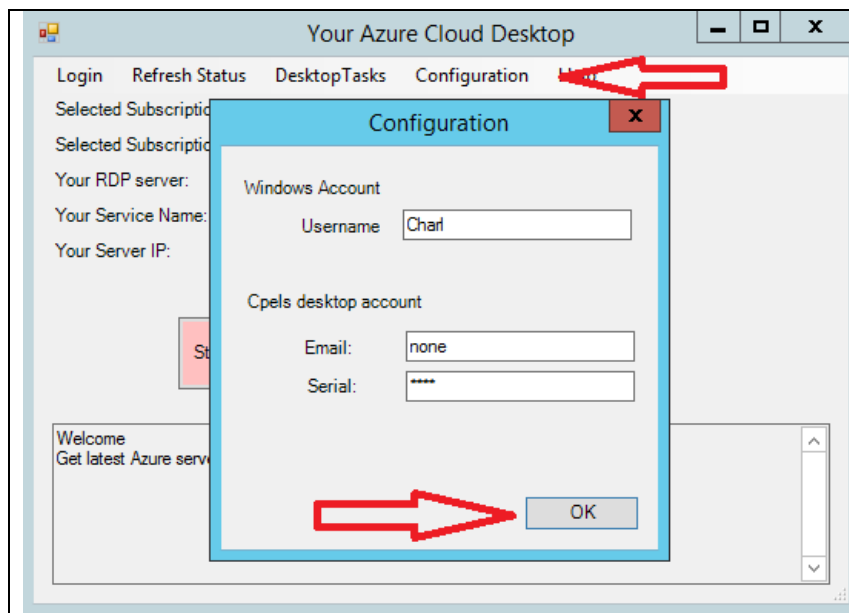 Your Azure Cloud Desktop
Login Refresh Status DesktopTasks Configuration
Selected Subscriptio
Selected Subscriptio
Your RDP server:
Your Service Name:
Your Server IP:
St
Welcome
Get latest Azure serve
Configuration
Windows Account
Username Charl
Cpels desktop account
Email: none
Serial: ****
OK